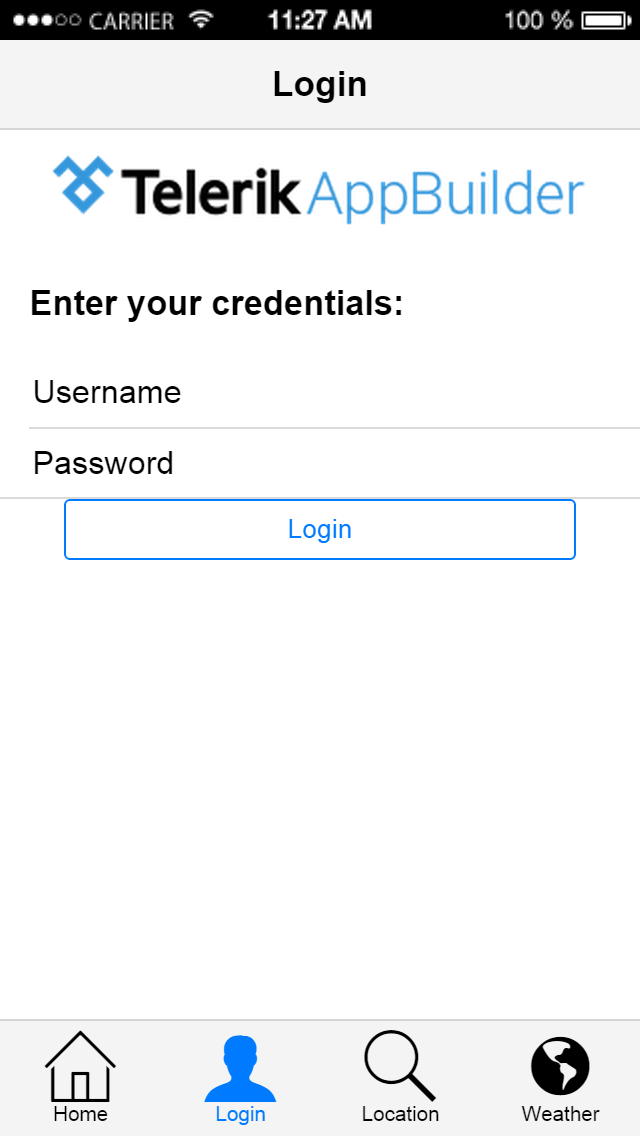 CARRIER 11:27 AM 100 %
Login
Telerik AppBuilder
Enter your credentials:
Username
Password
Login
Home Login Location Weather